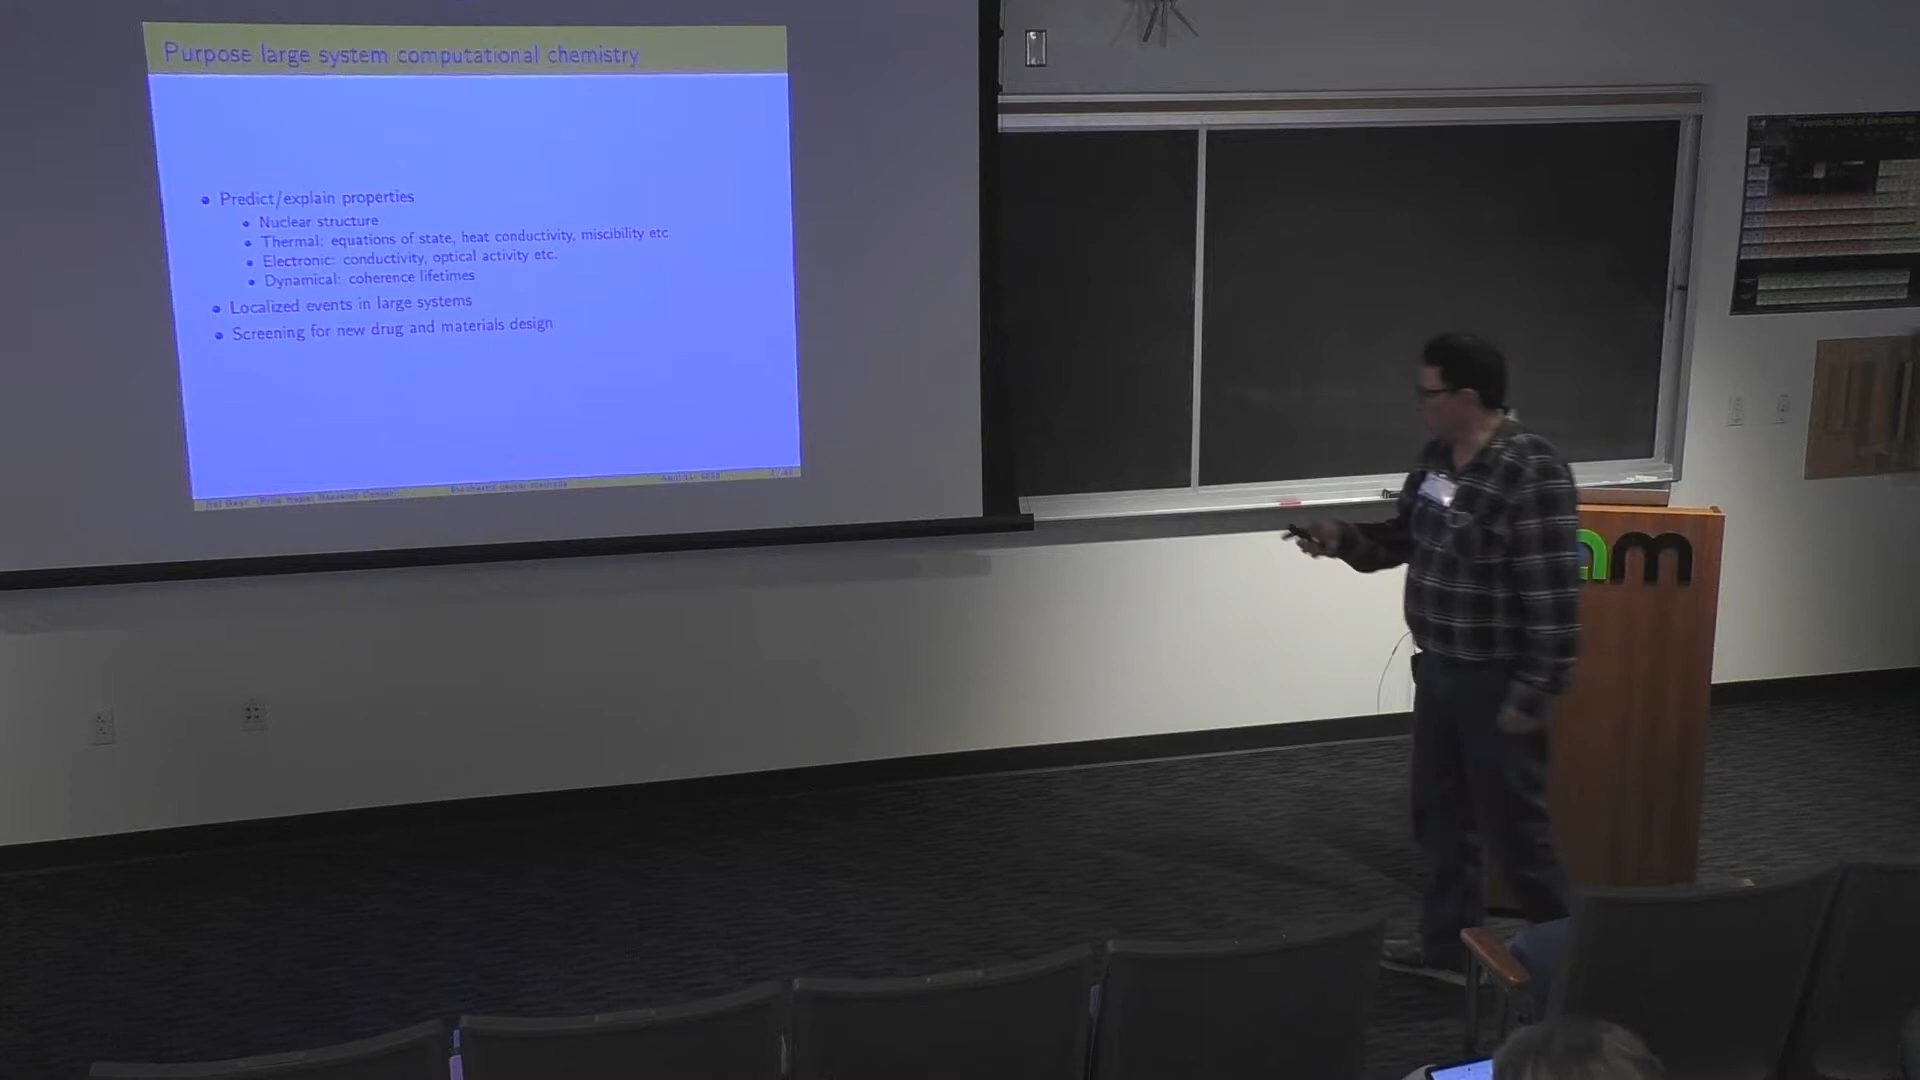 Purpose large system computational chemistry
Predict/explain properties
Nuclear structure
Thermal: equations of state, heat conductivity, miscibility etc
Electronic: conductivity, optical activity etc.
Dynamical: coherence lifetimes
Localized events in large systems
Screening for new drug and materials design
am